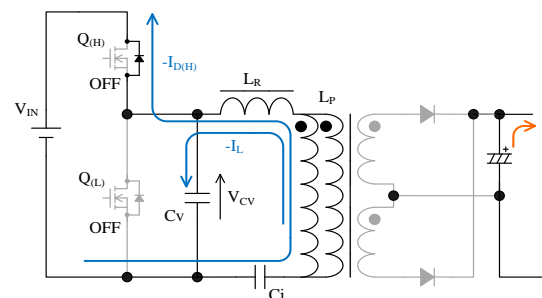 Q(H)
-ID(H)
OFF
LR
LP
VIN
-IL
+
Q(L)
VCV
Cv
OFF
Ci